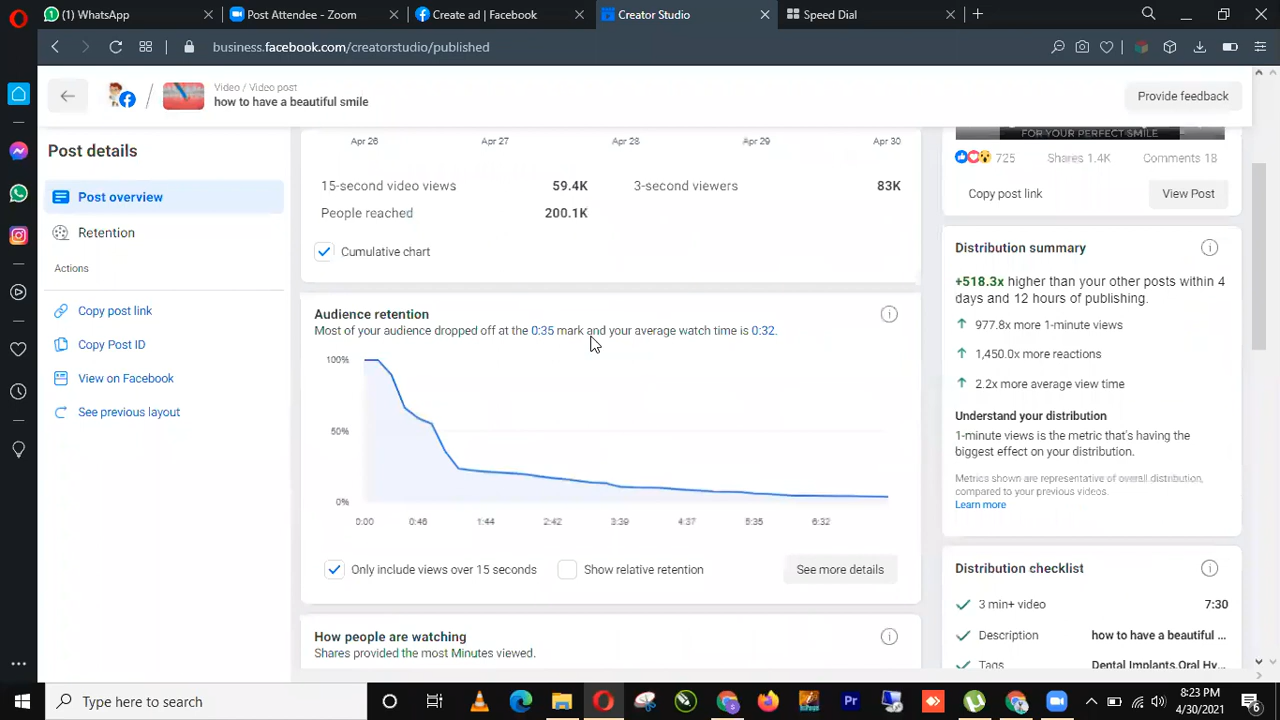 WhatsApp
Post Attendee - Zoom
Create ad | Facebook
Creator Studio
Speed Dial
business.facebook.com/creatorstudio/published
Video / Video post
how to have a beautiful smile
Provide feedback
Post details
Post overview
Retention
Actions
Copy post link
Copy Post ID
View on Facebook
See previous layout
Apr 26 Apr 27 Apr 28 Apr 29 Apr 30
15-second video views 59.4K 3-second viewers 83K
People reached 200.1K
Cumulative chart
Audience retention
Most of your audience dropped off at the 0:35 mark and your average watch time is 0:32.
100%
50%
0%
0:00 0:46 1:44 2:42 3:39 4:37 5:35 6:32
Only include views over 15 seconds Show relative retention See more details
How people are watching
Shares provided the most Minutes viewed.
FOR YOUR PERFECT SMILE
725 Shares 1.4K Comments 18
Copy post link View Post
Distribution summary
+518.3x higher than your other posts within 4
days and 12 hours of publishing.
977.8x more 1-minute views
1,450.0x more reactions
2.2x more average view time
Understand your distribution
1-minute views is the metric that's having the
biggest effect on your distribution.
Metrics shown are representative of overall distribution,
compared to your previous videos.
Learn more
Distribution checklist
3 min+ video 7:30
Description how to have a beautiful ...
Tags Dental Implants,Oral Hy...
Type here to search
Pr
8:23 PM
4/30/2021
6